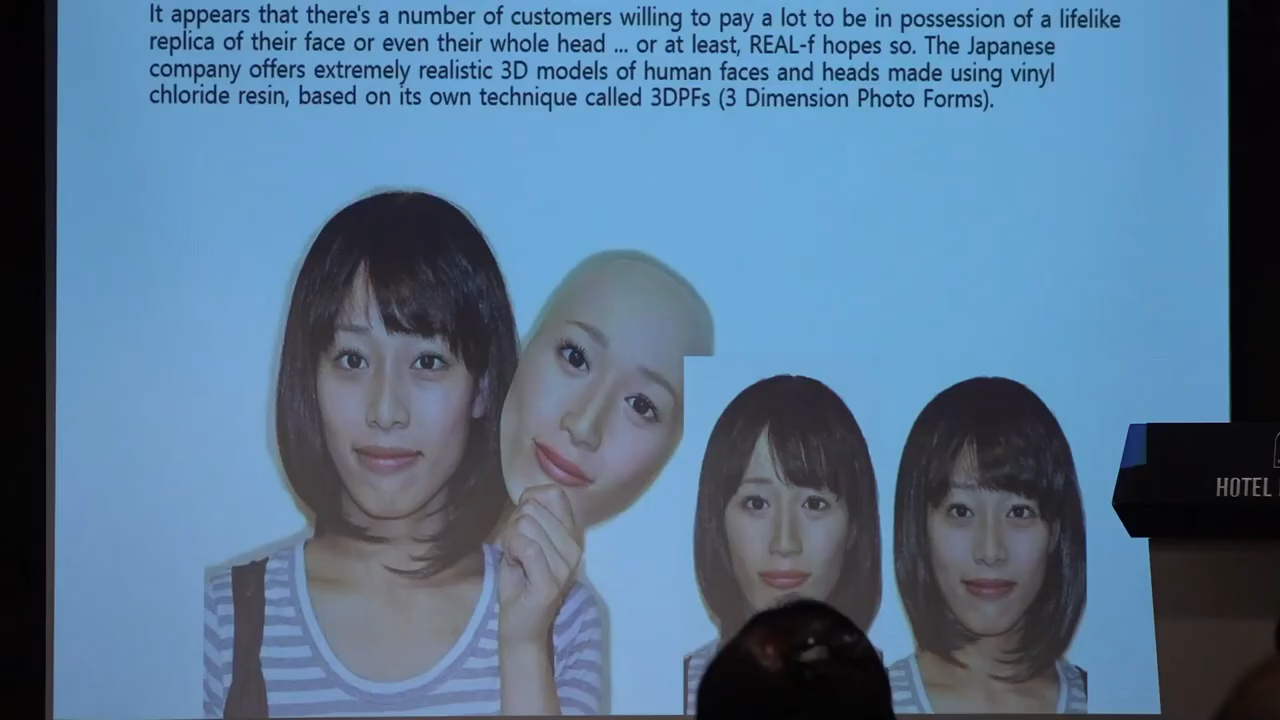 It appears that there's a number of customers willing to pay a lot to be in possession of a lifelike
replica of their face or even their whole head ... or at least, REAL-f hopes so. The Japanese
company offers extremely realistic 3D models of human faces and heads made using vinyl
chloride resin, based on its own technique called 3DPFs (3 Dimension Photo Forms).
HOTEL